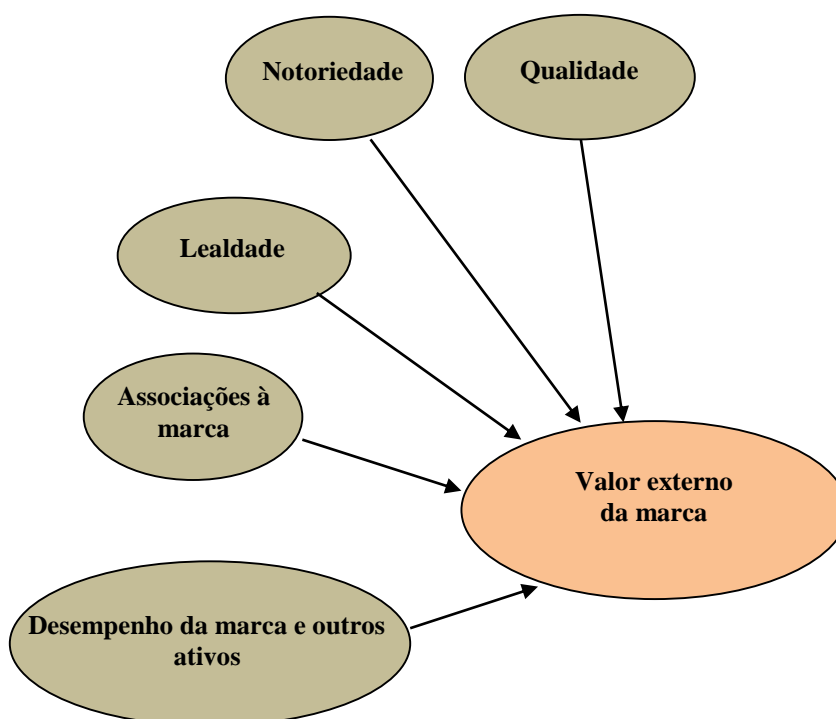 Notoriedade
Qualidade
Lealdade
Associações à
marca
Valor externo
da marca
Desempenho da marca e outros
ativos